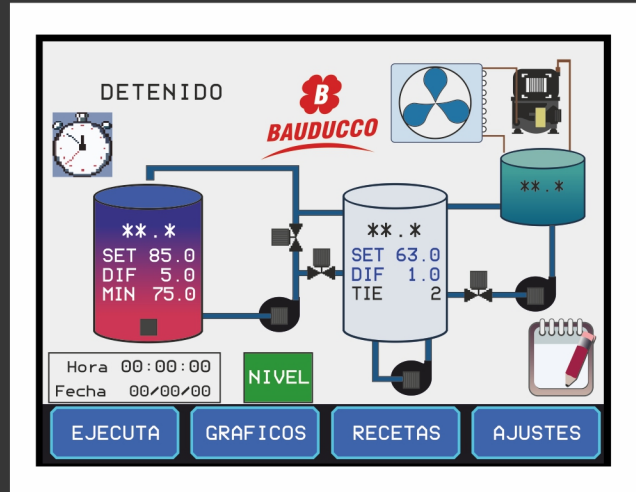 DETENIDO
B
BAUDUCCO
**.*
**.*
SET 85.0
DIF 5.0
MIN 75.0
**.*
SET 63.0
DIF 1.0
TIE 2
Hora 00:00:00
Fecha 00/00/00
NIVEL
EJECUTA
GRAFICOS
RECETAS
AJUSTES